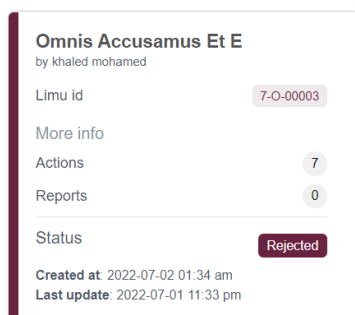 Omnis Accusamus Et E
by khaled mohamed
Limu id 7-O-00003
More info
Actions 7
Reports 0
Status Rejected
Created at: 2022-07-02 01:34 am
Last update: 2022-07-01 11:33 pm